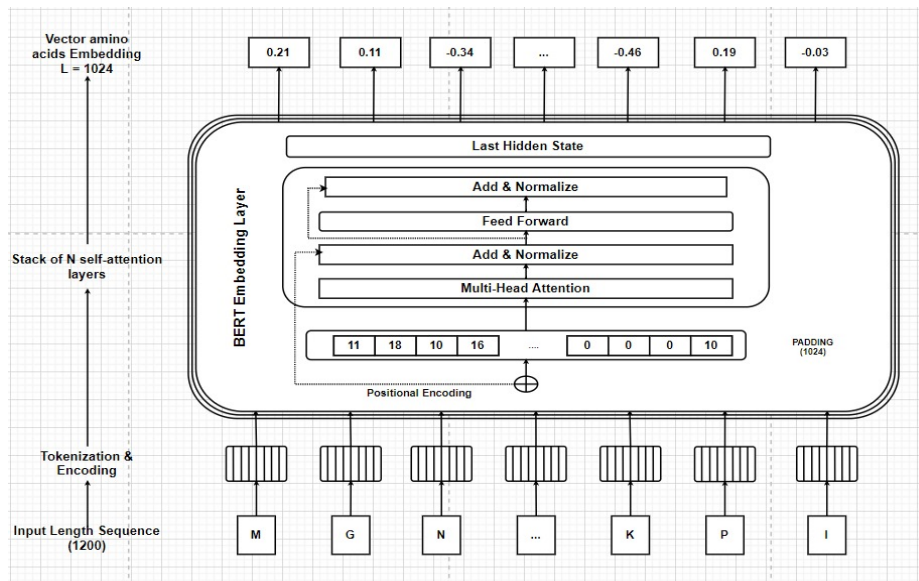 Vector amino
acids Embedding
L = 1024
0.21 0.11 -0.34 ... -0.46 0.19 -0.03
Last Hidden State
Add & Normalize
Feed Forward
Add & Normalize
Multi-Head Attention
BERT Embedding Layer
Stack of N self-attention
layers
11 18 10 16 .... 0 0 0 10
PADDING
(1024)
Positional Encoding
Tokenization &
Encoding
Input Length Sequence
(1200)
M G N ... K P I